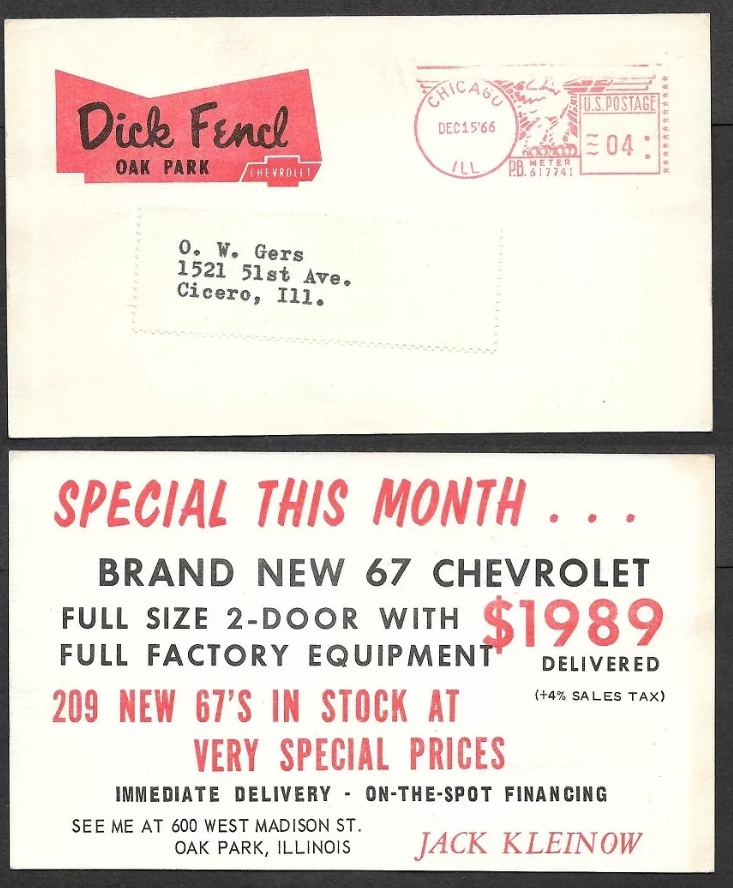 Dick Fencl
OAK PARK
CHEVROLET
CHICAGO
DEC15'66
ILL
P.B. METER
617741
U.S. POSTAGE
04
O. W. Gers
1521 51st Ave.
Cicero, Ill.
SPECIAL THIS MONTH . . .
BRAND NEW 67 CHEVROLET
FULL SIZE 2-DOOR WITH
FULL FACTORY EQUIPMENT
$1989
DELIVERED
(+4% SALES TAX)
209 NEW 67'S IN STOCK AT
VERY SPECIAL PRICES
IMMEDIATE DELIVERY - ON-THE-SPOT FINANCING
SEE ME AT 600 WEST MADISON ST.
OAK PARK, ILLINOIS
JACK KLEINOW